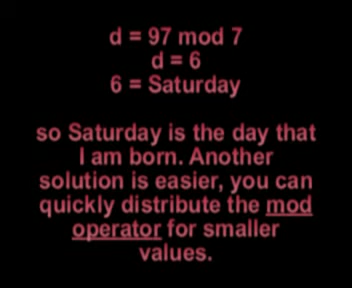 d = 97 mod 7
d = 6
6 = Saturday
so Saturday is the day that
I am born. Another
solution is easier, you can
quickly distribute the mod
operator for smaller
values.